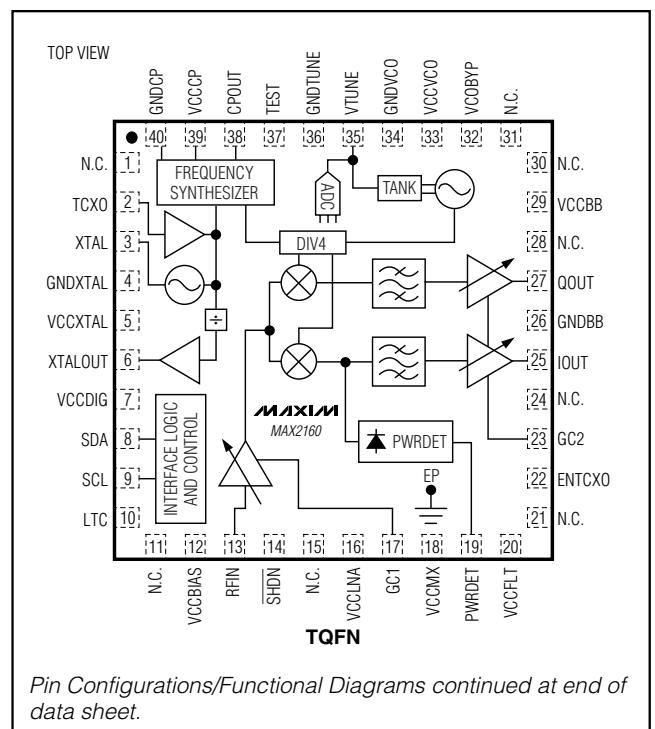 TOP VIEW
GNDCP
VCCCP
CPOUT
TEST
GNDTUNE
VTUNE
GNDVCO
VCCVCO
VCOBYP
N.C.
40
39
38
37
36
35
34
33
32
31
N.C. 1
TCXO 2
XTAL 3
GNDXTAL 4
VCCXTAL 5
XTALOUT 6
VCCDIG 7
SDA 8
SCL 9
LTC 10
FREQUENCY
SYNTHESIZER
ADC
TANK
DIV4
÷
INTERFACE LOGIC
AND CONTROL
MAXIM
MAX2160
PWRDET
EP
30 N.C.
29 VCCBB
28 N.C.
27 QOUT
26 GNDBB
25 IOUT
24 N.C.
23 GC2
22 ENTCXO
21 N.C.
11
12
13
14
15
16
17
18
19
20
N.C.
VCCBIAS
RFIN
SHDN
N.C.
VCCLNA
GC1
VCCMX
PWRDET
VCCFLT
TQFN
Pin Configurations/Functional Diagrams continued at end of
data sheet.